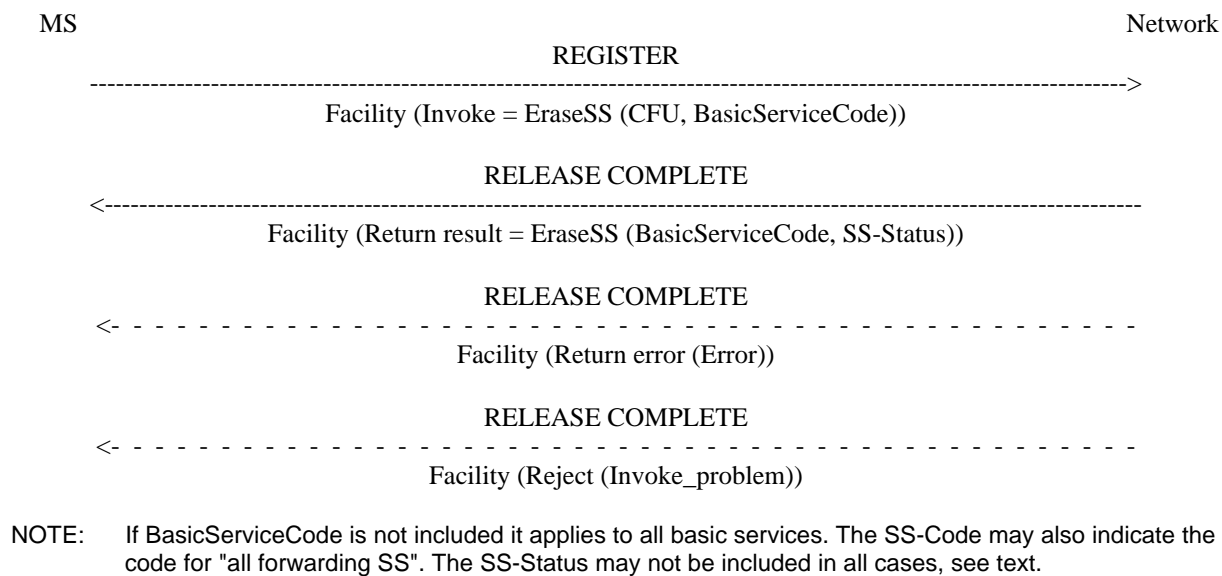 MS Network
REGISTER
------------------------------------------------------------------------------------------------------------------------>
Facility (Invoke = EraseSS (CFU, BasicServiceCode))
RELEASE COMPLETE
<------------------------------------------------------------------------------------------------------------------------
Facility (Return result = EraseSS (BasicServiceCode, SS-Status))
RELEASE COMPLETE
<- - - - - - - - - - - - - - - - - - - - - - - - - - - - - - - - - - - - - - - - - - - - - - - - - - - - - - - - -
Facility (Return error (Error))
RELEASE COMPLETE
<- - - - - - - - - - - - - - - - - - - - - - - - - - - - - - - - - - - - - - - - - - - - - - - - - - - - - - - - -
Facility (Reject (Invoke_problem))
NOTE: If BasicServiceCode is not included it applies to all basic services. The SS-Code may also indicate the
code for "all forwarding SS". The SS-Status may not be included in all cases, see text.